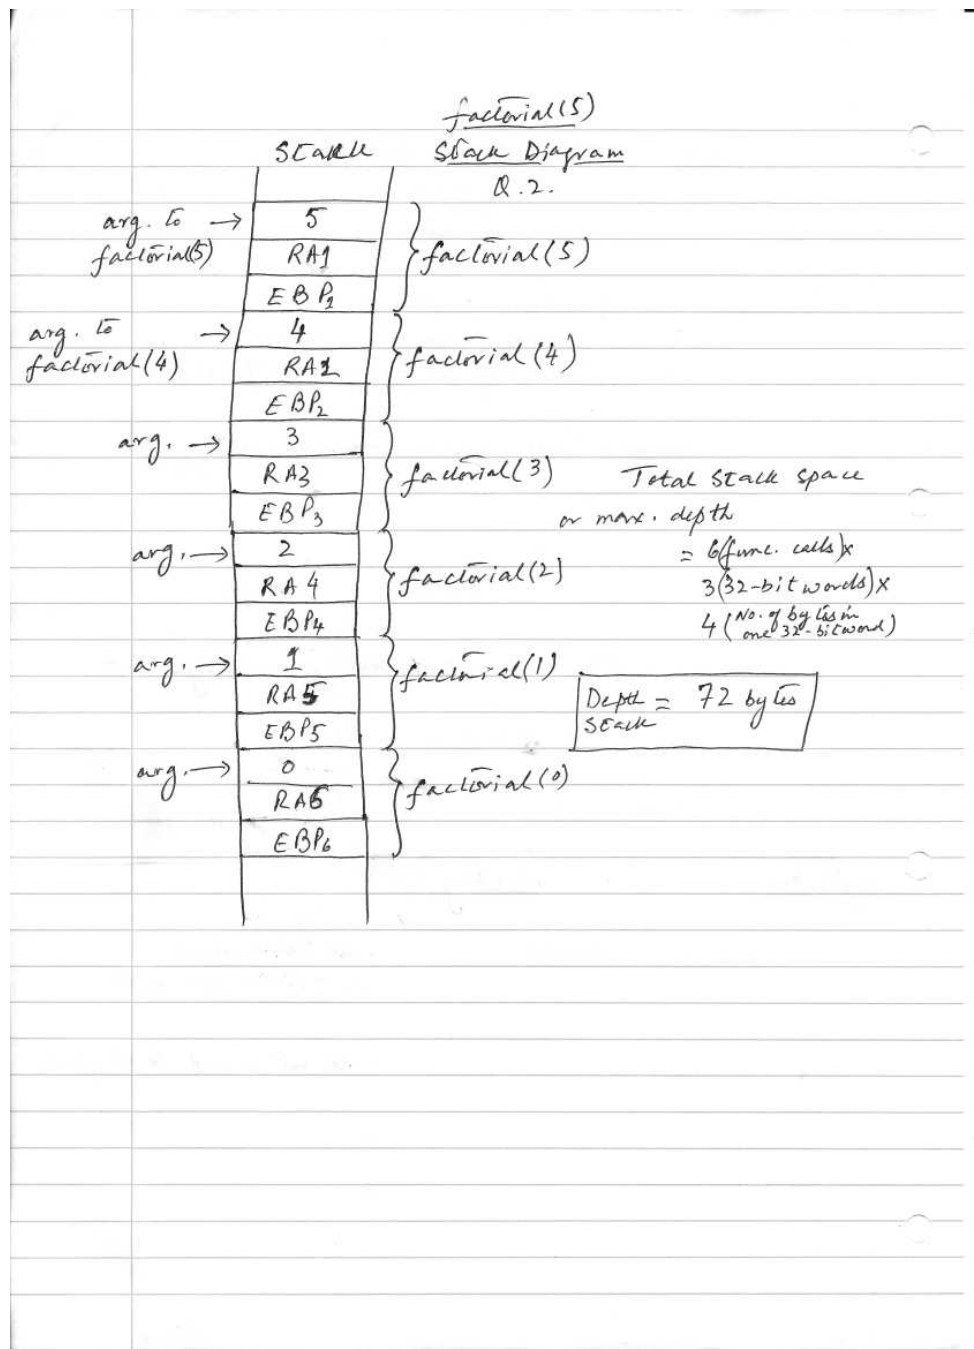 factorial(5)
Stack Stack Diagram
Q.2.
arg. to → 5
factorial(5) RA1 factorial(5)
EBP1
arg. to → 4
factorial(4) RA2 factorial(4)
EBP2
arg. → 3
RA3 factorial(3) Total stack space
EBP3 or max. depth
arg. → 2 = 6(func. calls)x
RA4 factorial(2) 3(32-bit words)x
EBP4 4 (No. of bytes in one 32-bit word)
arg. → 1
RA5 factorial(1) Depth = 72 bytes
EBP5 Stack
arg. → 0
RA6 factorial(0)
EBP6